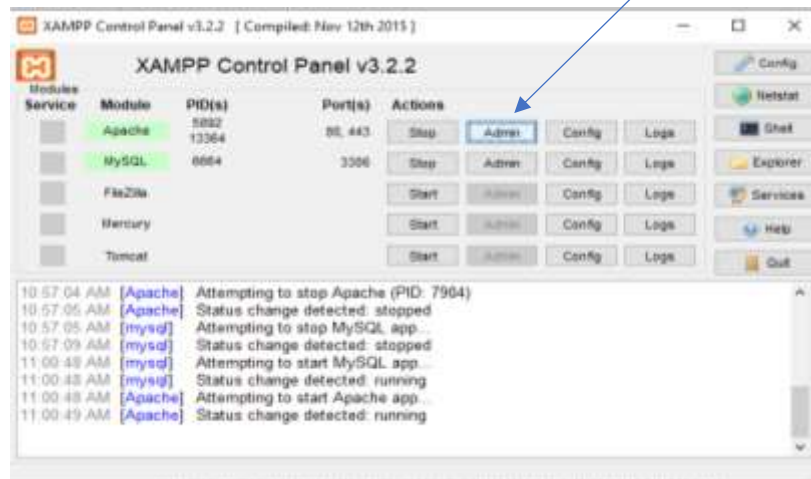 XAMPP Control Panel v3.2.2 [ Compiled: Nov 12th 2015 ]
XAMPP Control Panel v3.2.2
Config
Modules
Service Module PID(s) Port(s) Actions
Netstat
Apache 13364 80, 443 Stop Admin Config Logs
Shell
MySQL 3306 Stop Admin Config Logs
Explorer
FileZilla Start Admin Config Logs
Services
Mercury Start Admin Config Logs
Help
Tomcat Start Admin Config Logs
Quit
10:57:04 AM [Apache] Attempting to stop Apache (PID: 7964)
10:57:05 AM [Apache] Status change detected: stopped
10:57:05 AM [mysql] Attempting to stop MySQL app...
10:57:09 AM [mysql] Status change detected: stopped
11:00:48 AM [mysql] Attempting to start MySQL app...
11:00:48 AM [mysql] Status change detected: running
11:00:48 AM [Apache] Attempting to start Apache app...
11:00:49 AM [Apache] Status change detected: running